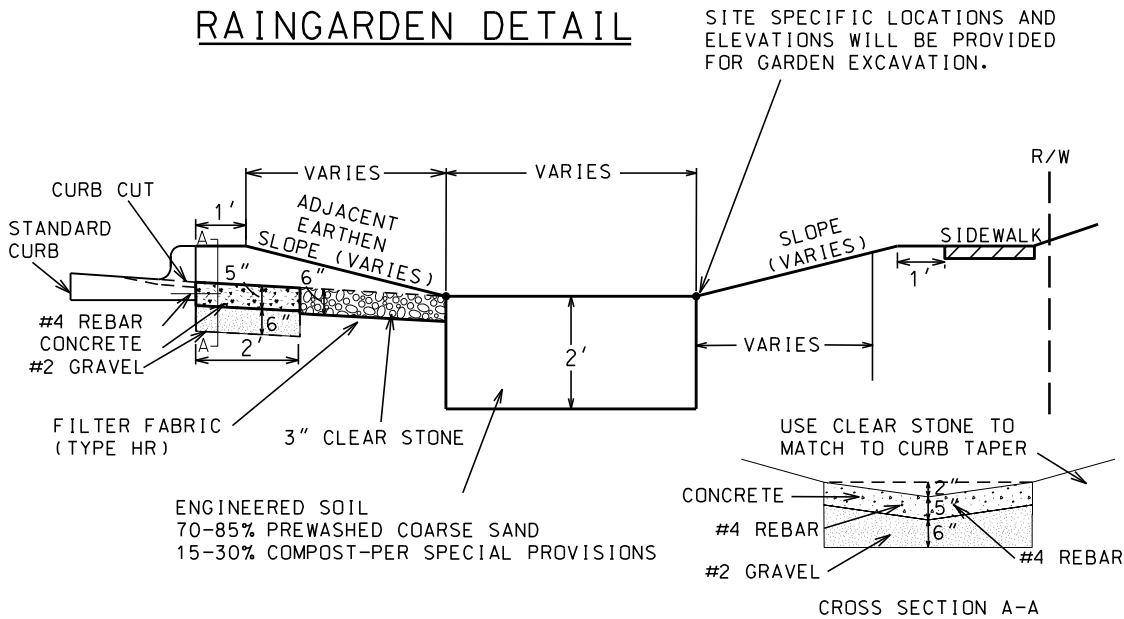 RAINGARDEN DETAIL
SITE SPECIFIC LOCATIONS AND
ELEVATIONS WILL BE PROVIDED
FOR GARDEN EXCAVATION.
R/W
VARIES
VARIES
CURB CUT
1'
ADJACENT
EARTHEN
SLOPE (VARIES)
STANDARD
CURB
A
5"
6"
SLOPE
(VARIES)
SIDEWALK
1'
#4 REBAR
CONCRETE
#2 GRAVEL
6"
A
2'
2'
VARIES
FILTER FABRIC
(TYPE HR)
3" CLEAR STONE
USE CLEAR STONE TO
MATCH TO CURB TAPER
ENGINEERED SOIL
70-85% PREWASHED COARSE SAND
15-30% COMPOST-PER SPECIAL PROVISIONS
CONCRETE
2"
5"
#4 REBAR
6"
#4 REBAR
#2 GRAVEL
CROSS SECTION A-A